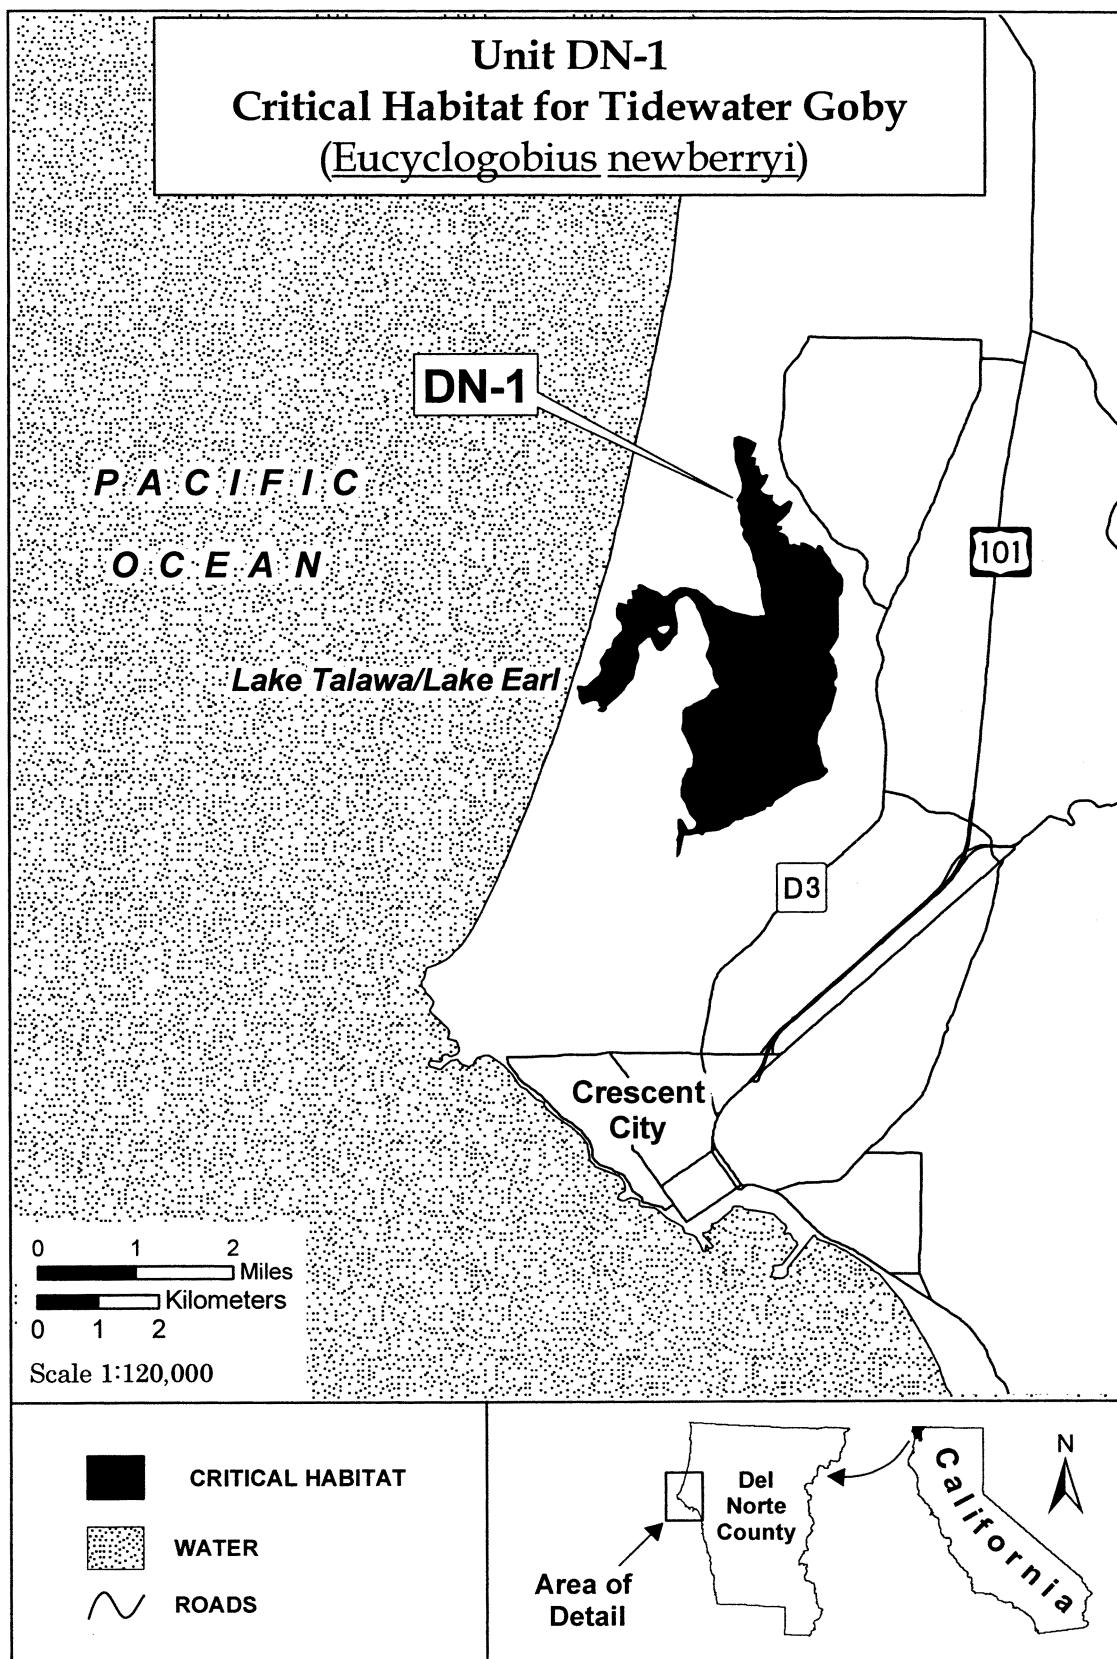 Unit DN-1
Critical Habitat for Tidewater Goby
(Eucyclogobius newberryi)
DN-1
PACIFIC
OCEAN
101
Lake Talawa/Lake Earl
D3
Crescent
City
0 1 2
Miles
Kilometers
0 1 2
Scale 1:120,000
CRITICAL HABITAT
WATER
ROADS
Del
Norte
County
Area of
Detail
California
N